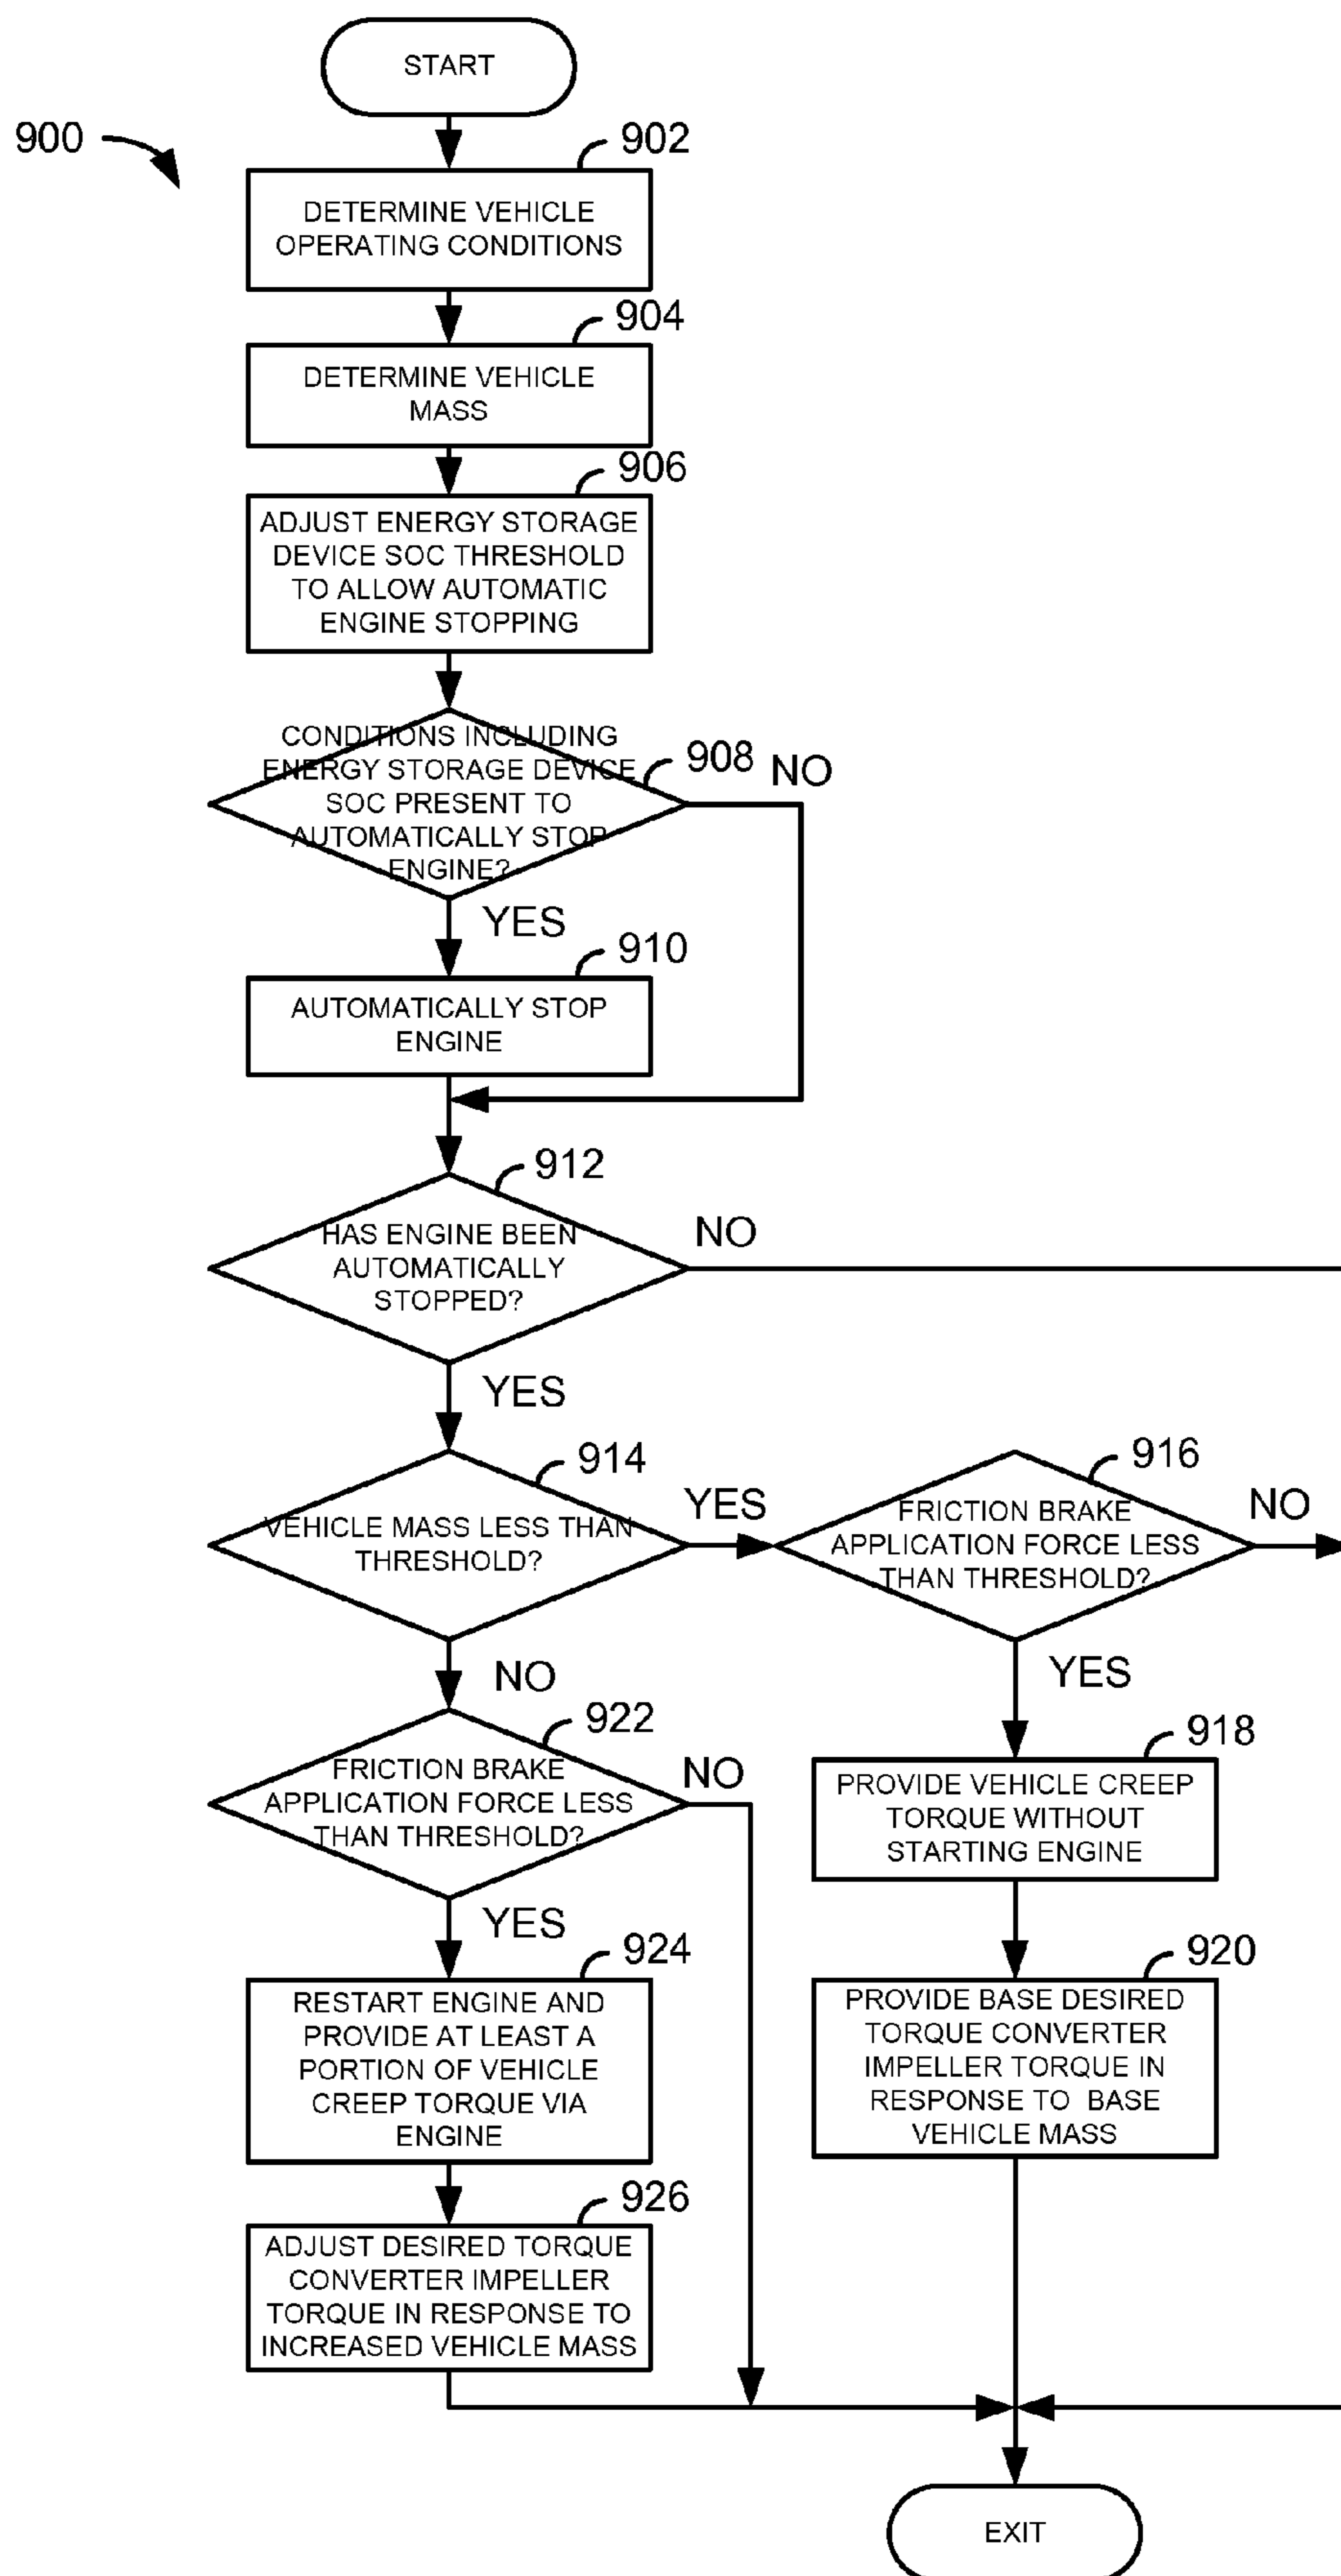 START
900
902
DETERMINE VEHICLE
OPERATING CONDITIONS
904
DETERMINE VEHICLE
MASS
906
ADJUST ENERGY STORAGE
DEVICE SOC THRESHOLD
TO ALLOW AUTOMATIC
ENGINE STOPPING
908
NO
CONDITIONS INCLUDING
ENERGY STORAGE DEVICE
SOC PRESENT TO
AUTOMATICALLY STOP
ENGINE?
YES
910
AUTOMATICALLY STOP
ENGINE
912
NO
HAS ENGINE BEEN
AUTOMATICALLY
STOPPED?
YES
914
YES
VEHICLE MASS LESS THAN
THRESHOLD?
NO
916
NO
FRICTION BRAKE
APPLICATION FORCE LESS
THAN THRESHOLD?
YES
918
PROVIDE VEHICLE CREEP
TORQUE WITHOUT
STARTING ENGINE
920
PROVIDE BASE DESIRED
TORQUE CONVERTER
IMPELLER TORQUE IN
RESPONSE TO BASE
VEHICLE MASS
922
NO
FRICTION BRAKE
APPLICATION FORCE LESS
THAN THRESHOLD?
YES
924
RESTART ENGINE AND
PROVIDE AT LEAST A
PORTION OF VEHICLE
CREEP TORQUE VIA
ENGINE
926
ADJUST DESIRED TORQUE
CONVERTER IMPELLER
TORQUE IN RESPONSE TO
INCREASED VEHICLE MASS
EXIT